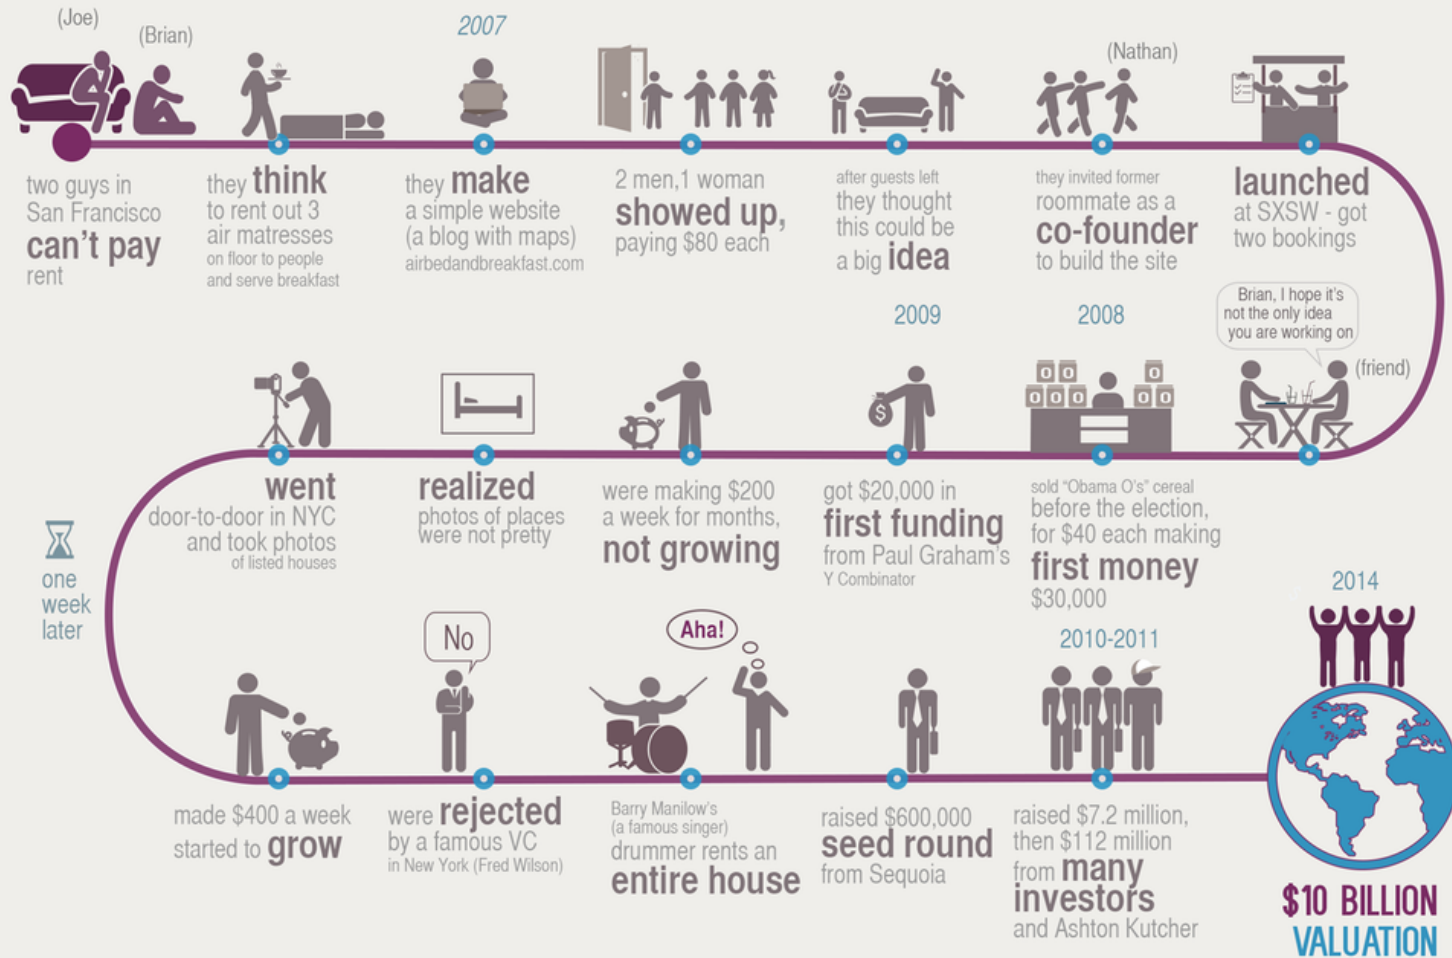 (Joe)
(Brian)
two guys in
San Francisco
can't pay
rent
they think
to rent out 3
air matresses
on floor to people
and serve breakfast
2007
they make
a simple website
(a blog with maps)
airbedandbreakfast.com
2 men,1 woman
showed up,
paying $80 each
after guests left
they thought
this could be
a big idea
(Nathan)
they invited former
roommate as a
co-founder
to build the site
launched
at SXSW - got
two bookings
Brian, I hope it's
not the only idea
you are working on
(friend)
2008
0 0 0
0 0 0 0 0
sold "Obama O's" cereal
before the election,
for $40 each making
first money
$30,000
2009
$
got $20,000 in
first funding
from Paul Graham's
Y Combinator
were making $200
a week for months,
not growing
realized
photos of places
were not pretty
went
door-to-door in NYC
and took photos
of listed houses
one
week
later
made $400 a week
started to grow
No
were rejected
by a famous VC
in New York (Fred Wilson)
Aha!
Barry Manilow's
(a famous singer)
drummer rents an
entire house
raised $600,000
seed round
from Sequoia
2010-2011
raised $7.2 million,
then $112 million
from many
investors
and Ashton Kutcher
2014
$10 BILLION
VALUATION